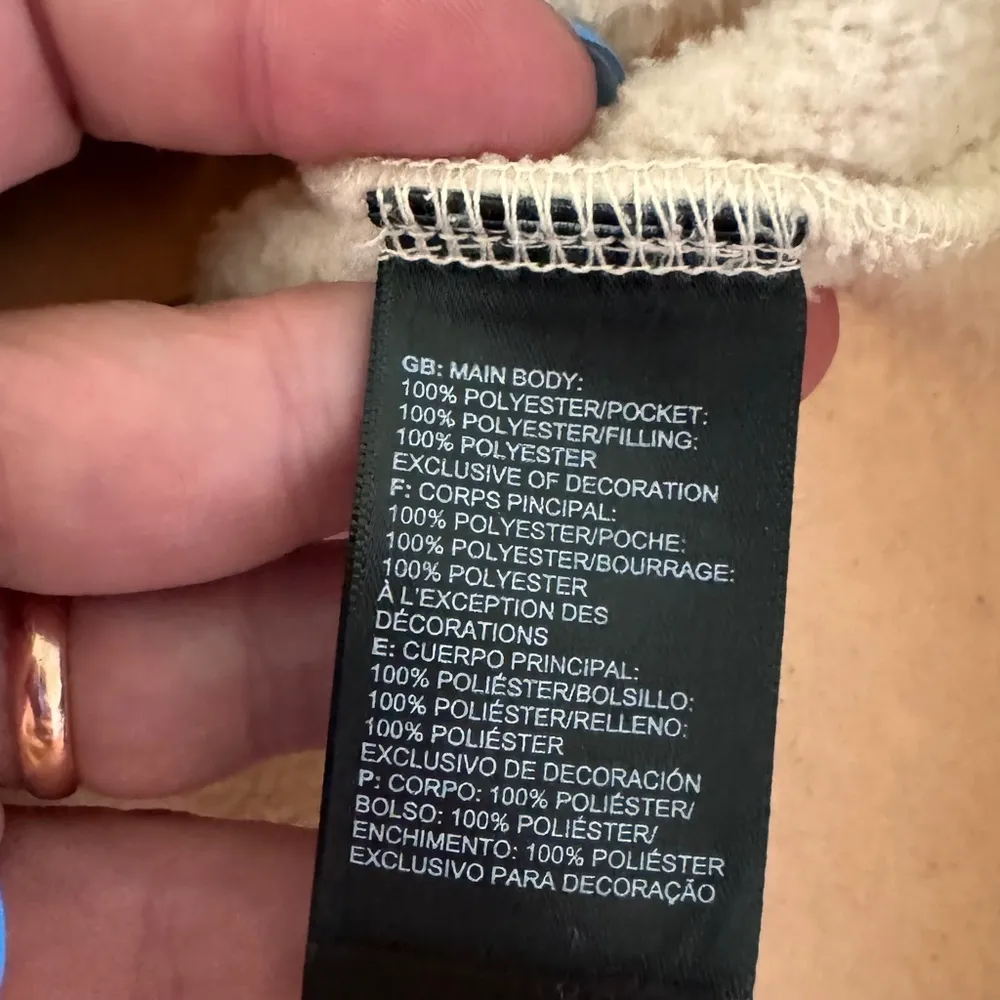 GB: MAIN BODY:
100% POLYESTER/POCKET:
100% POLYESTER/FILLING:
100% POLYESTER
EXCLUSIVE OF DECORATION
F: CORPS PINCIPAL:
100% POLYESTER/POCHE:
100% POLYESTER/BOURRAGE:
100% POLYESTER
À L'EXCEPTION DES
DÉCORATIONS
E: CUERPO PRINCIPAL:
100% POLIÉSTER/BOLSILLO:
100% POLIÉSTER/RELLENO:
100% POLIÉSTER
EXCLUSIVO DE DECORACIÓN
P: CORPO: 100% POLIÉSTER/
BOLSO: 100% POLIÉSTER/
ENCHIMENTO: 100% POLIÉSTER
EXCLUSIVO PARA DECORAÇÃO